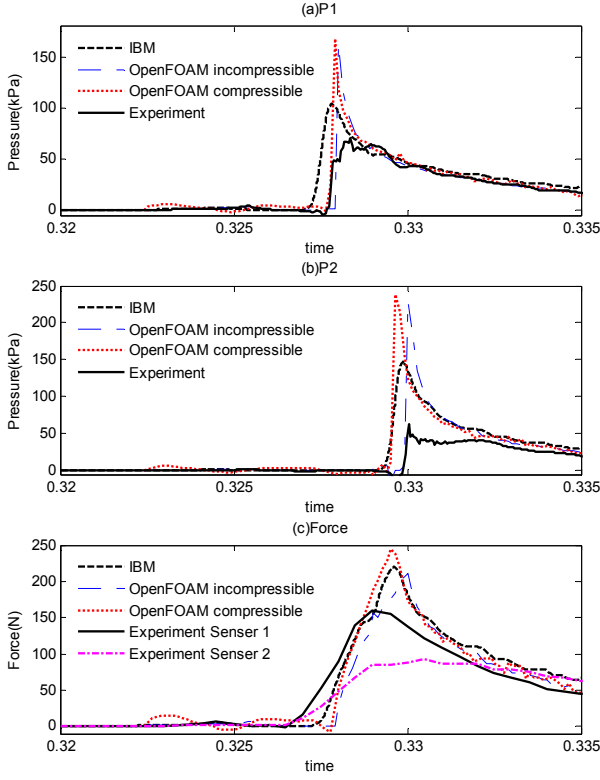 (a)P1
150
100
50
0
Pressure(kPa)
IBM
OpenFOAM incompressible
OpenFOAM compressible
Experiment
0.32 0.325 0.33 0.335
time
(b)P2
250
200
150
100
50
0
Pressure(kPa)
IBM
OpenFOAM incompressible
OpenFOAM compressible
Experiment
0.32 0.325 0.33 0.335
time
(c)Force
250
200
150
100
50
0
Force(N)
IBM
OpenFOAM incompressible
OpenFOAM compressible
Experiment Senser 1
Experiment Senser 2
0.32 0.325 0.33 0.335
time